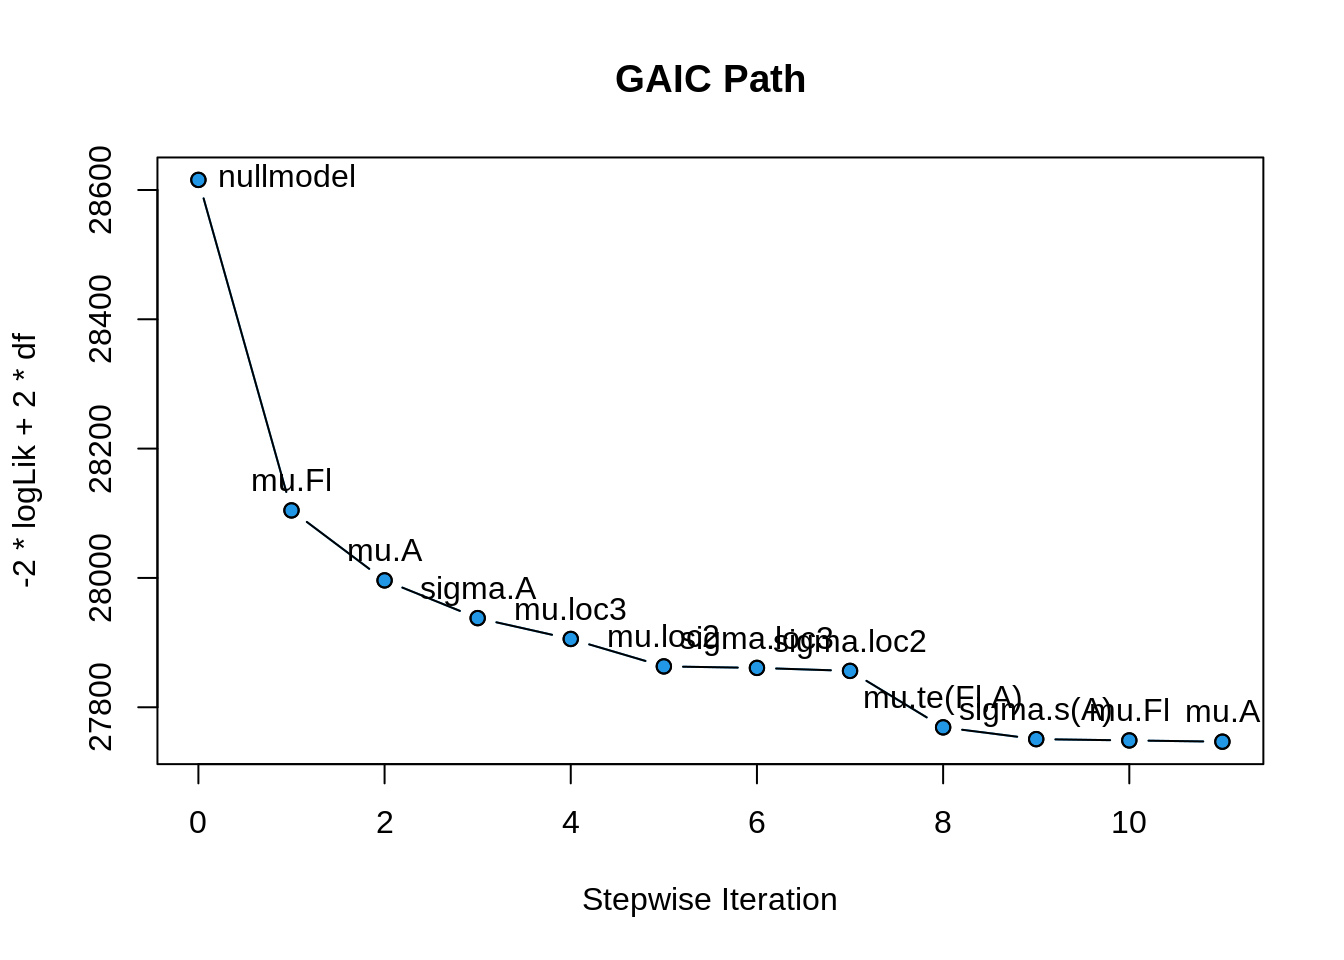 GAIC Path
-2 * logLik + 2 * df
28600
28400
28200
28000
27800
nullmodel
mu.Fl
mu.A
sigma.A
mu.loc3
mu.loc2
sigma.loc3
sigma.loc2
mu.te(Fl,A)
sigma.s(A)
mu.Fl
mu.A
0 2 4 6 8 10
Stepwise Iteration